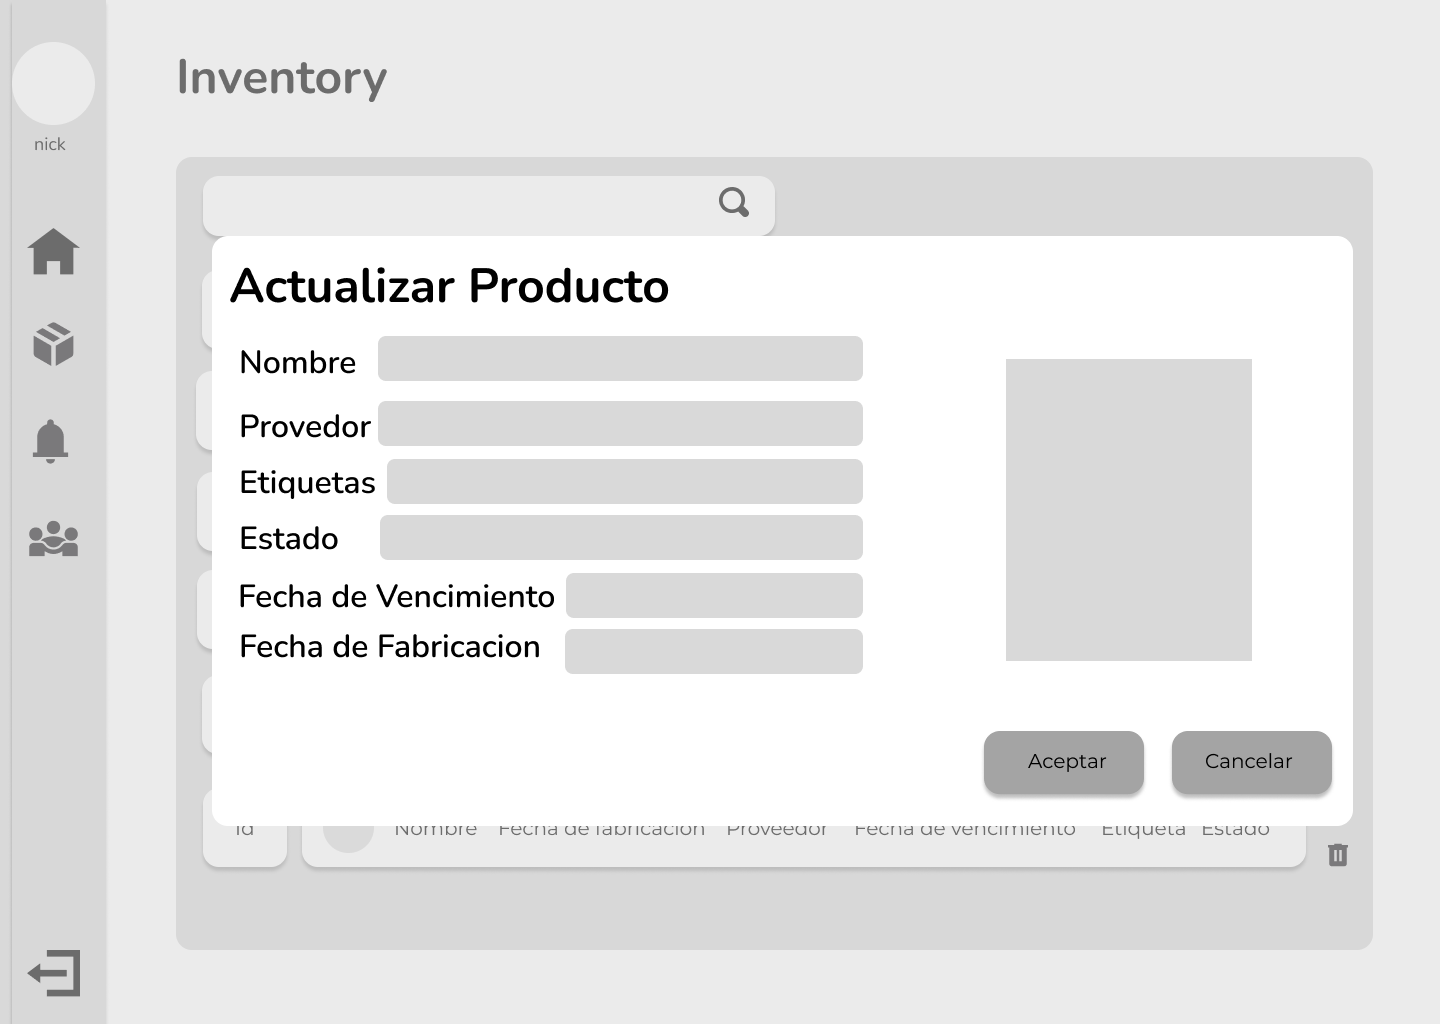 Inventory
nick
Actualizar Producto
Nombre
Provedor
Etiquetas
Estado
Fecha de Vencimiento
Fecha de Fabricacion
Aceptar
Cancelar
id
Nombre
Fecha de fabricacion
Proveedor
Fecha de vencimiento
Etiqueta
Estado